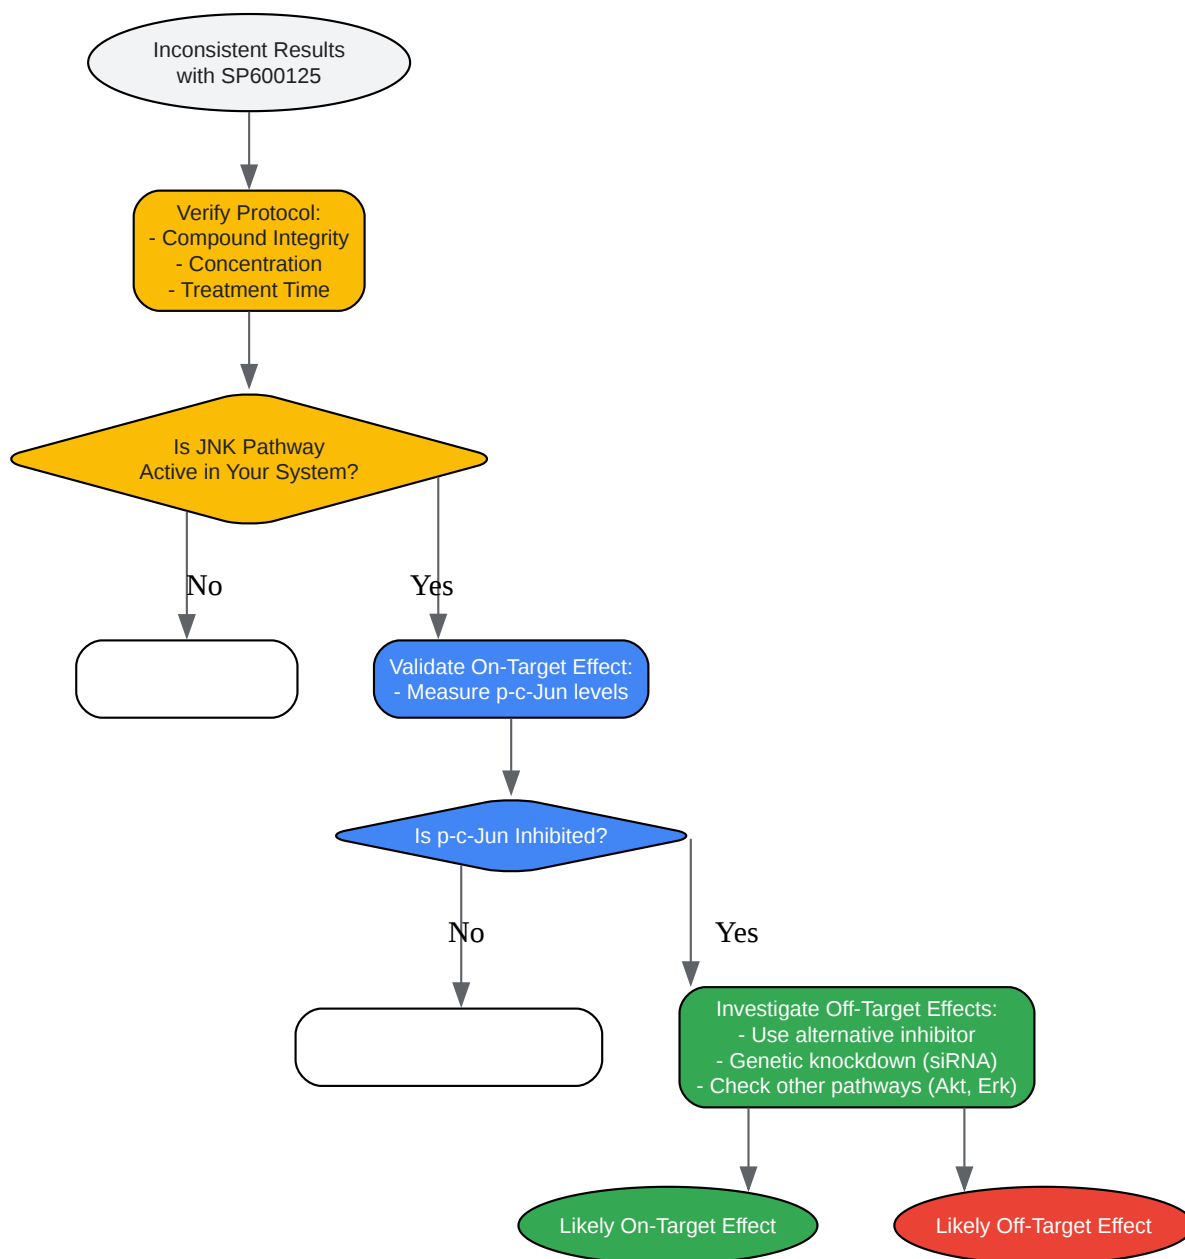 Inconsistent Results
with SP600125
Verify Protocol:
- Compound Integrity
- Concentration
- Treatment Time
Is JNK Pathway
Active in Your System?
No
Yes
Validate On-Target Effect:
- Measure p-c-Jun levels
Is p-c-Jun Inhibited?
No
Yes
Investigate Off-Target Effects:
- Use alternative inhibitor
- Genetic knockdown (siRNA)
- Check other pathways (Akt, Erk)
Likely On-Target Effect
Likely Off-Target Effect